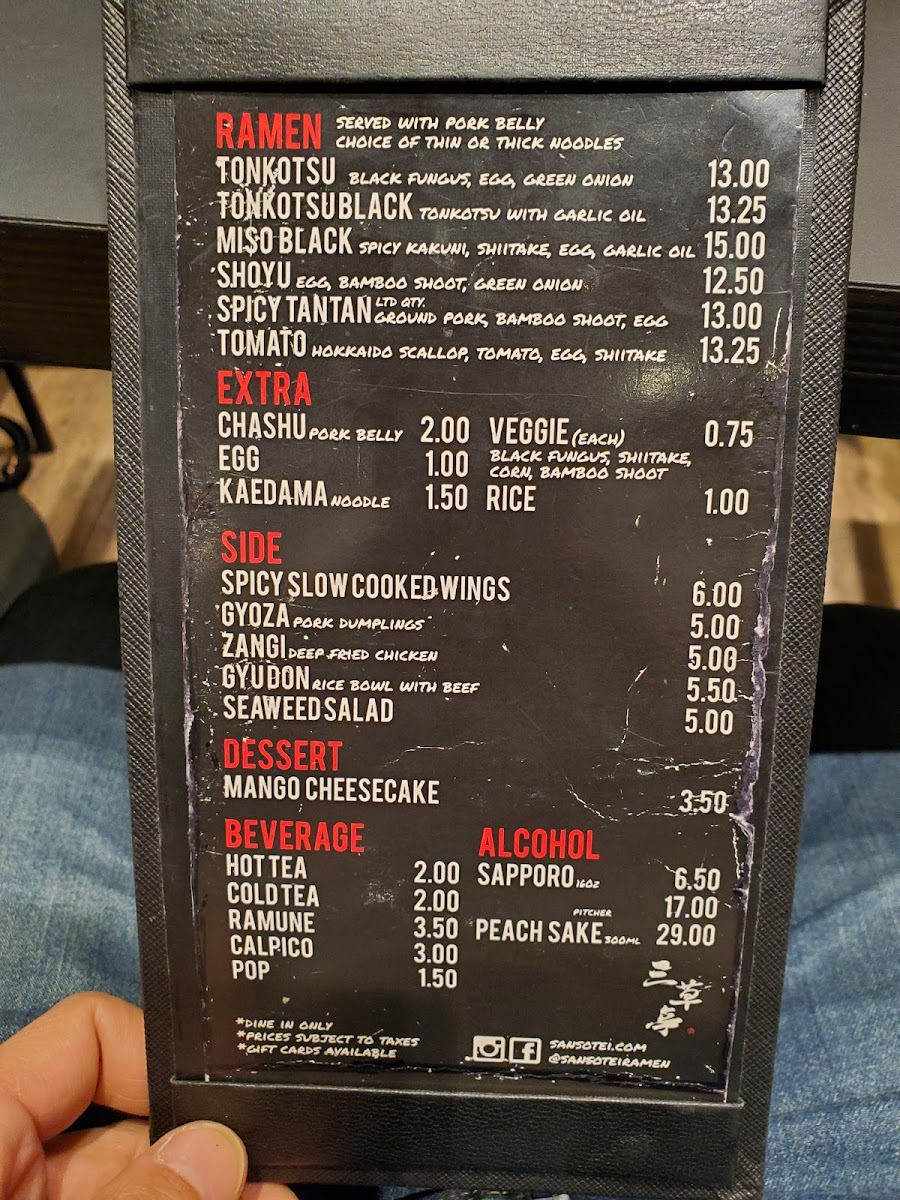 RAMEN SERVED WITH PORK BELLY
CHOICE OF THIN OR THICK NOODLES
TONKOTSU BLACK FUNGUS, EGG, GREEN ONION 13.00
TONKOTSU BLACK TONKOTSU WITH GARLIC OIL 13.25
MISO BLACK SPICY KAKUNI, SHIITAKE, EGG, GARLIC OIL 15.00
SHOYU EGG, BAMBOO SHOOT, GREEN ONION 12.50
SPICY TANTAN LTD QTY. GROUND PORK, BAMBOO SHOOT, EGG 13.00
TOMATO HOKKAIDO SCALLOP, TOMATO, EGG, SHIITAKE 13.25
EXTRA
CHASHU PORK BELLY 2.00 VEGGIE (EACH) 0.75
EGG 1.00 BLACK FUNGUS, SHIITAKE,
CORN, BAMBOO SHOOT
KAEDAMA NOODLE 1.50 RICE 1.00
SIDE
SPICY SLOW COOKED WINGS 6.00
GYOZA PORK DUMPLINGS 5.00
ZANGI DEEP FRIED CHICKEN 5.00
GYUDON RICE BOWL WITH BEEF 5.50
SEAWEED SALAD 5.00
DESSERT
MANGO CHEESECAKE 3.50
BEVERAGE
HOT TEA 2.00
COLD TEA 2.00
RAMUNE 3.50
CALPICO 3.00
POP 1.50
ALCOHOL
SAPPORO 16OZ 6.50
PITCHER 17.00
PEACH SAKE 300ML 29.00
三草亭
*DINE IN ONLY
*PRICES SUBJECT TO TAXES
*GIFT CARDS AVAILABLE
SANSOTEI.COM
@SANSOTEIRAMEN